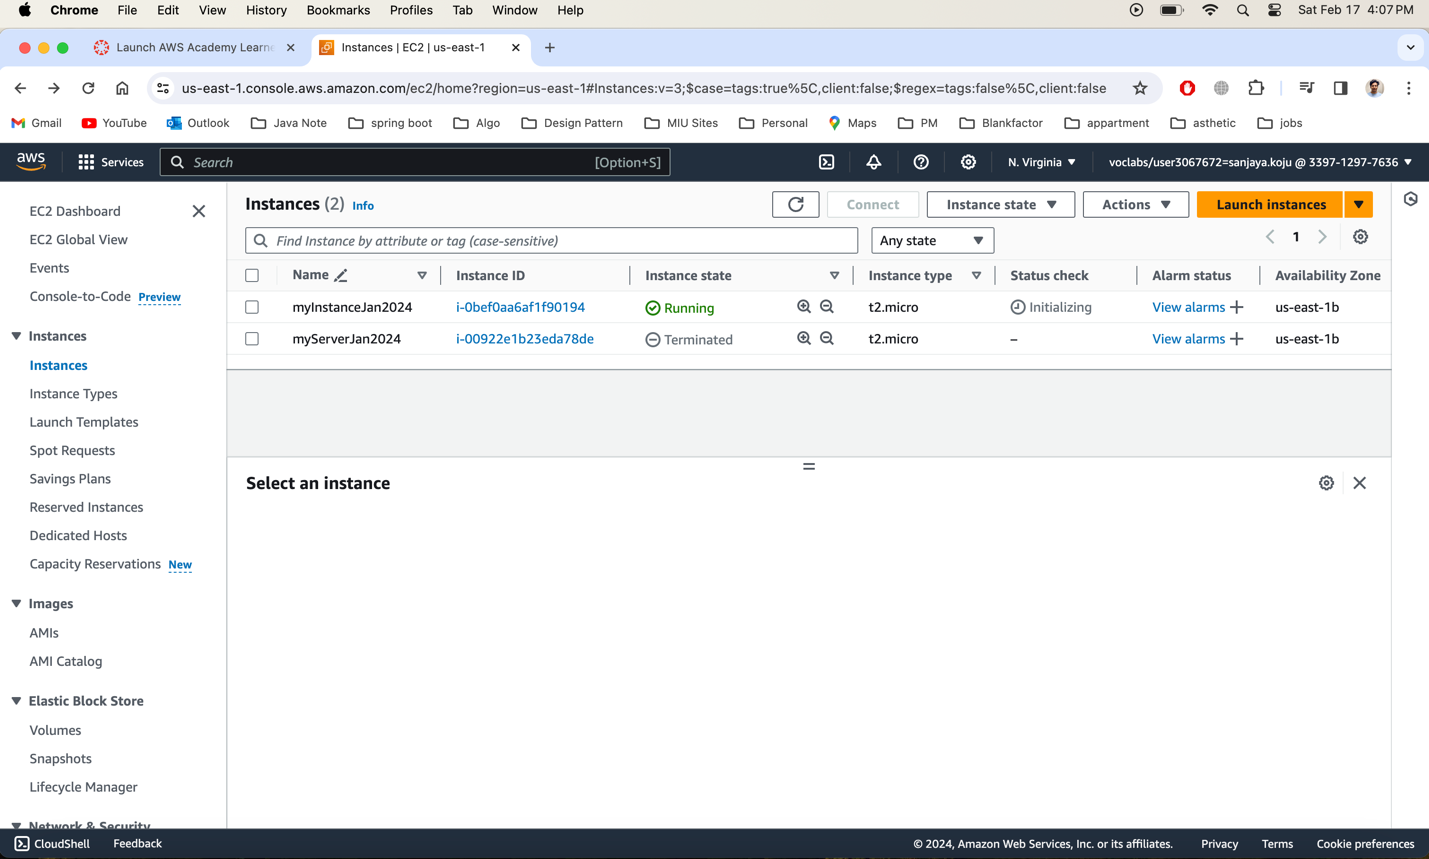 Chrome File Edit View History Bookmarks Profiles Tab Window Help Sat Feb 17 4:07 PM
Launch AWS Academy Learne Instances | EC2 | us-east-1
us-east-1.console.aws.amazon.com/ec2/home?region=us-east-1#Instances:v=3;$case=tags:true%5C,client:false;$regex=tags:false%5C,client:false
Gmail YouTube Outlook Java Note spring boot Algo Design Pattern MIU Sites Personal Maps PM Blankfactor appartment asthetic jobs
aws Services Search [Option+S] N. Virginia voclabs/user3067672=sanjaya.koju @ 3397-1297-7636
EC2 Dashboard
EC2 Global View
Events
Console-to-Code Preview
Instances
Instances
Instance Types
Launch Templates
Spot Requests
Savings Plans
Reserved Instances
Dedicated Hosts
Capacity Reservations New
Images
AMIs
AMI Catalog
Elastic Block Store
Volumes
Snapshots
Lifecycle Manager
Network & Security
Instances (2) Info Connect Instance state Actions Launch instances
Find Instance by attribute or tag (case-sensitive) Any state 1
Name Instance ID Instance state Instance type Status check Alarm status Availability Zone
myInstanceJan2024 i-0bef0aa6af1f90194 Running t2.micro Initializing View alarms + us-east-1b
myServerJan2024 i-00922e1b23eda78de Terminated t2.micro – View alarms + us-east-1b
Select an instance
CloudShell Feedback © 2024, Amazon Web Services, Inc. or its affiliates. Privacy Terms Cookie preferences